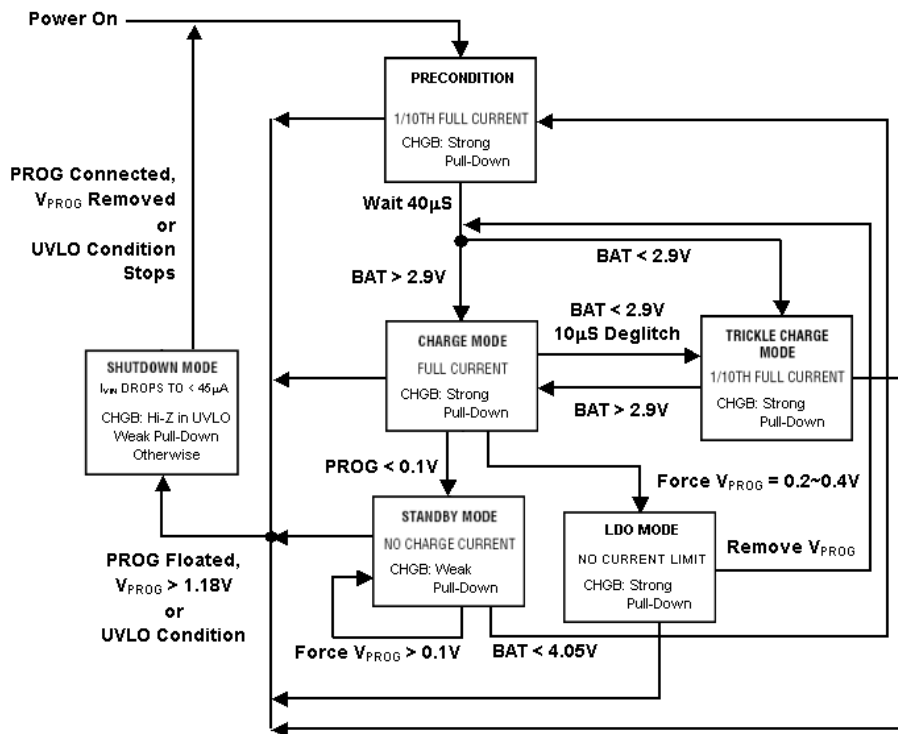 Power On
PRECONDITION
1/10TH FULL CURRENT
CHGB: Strong
Pull-Down
PROG Connected,
VPROG Removed
or
UVLO Condition
Stops
Wait 40µS
BAT < 2.9V
BAT > 2.9V
BAT < 2.9V
10µS Deglitch
CHARGE MODE
FULL CURRENT
CHGB: Strong
Pull-Down
TRICKLE CHARGE
MODE
1/10TH FULL CURRENT
CHGB: Strong
Pull-Down
BAT > 2.9V
SHUTDOWN MODE
IVIN DROPS TO < 45µA
CHGB: Hi-Z in UVLO
Weak Pull-Down
Otherwise
PROG < 0.1V
Force VPROG = 0.2~0.4V
STANDBY MODE
NO CHARGE CURRENT
CHGB: Weak
Pull-Down
LDO MODE
NO CURRENT LIMIT
CHGB: Strong
Pull-Down
Remove VPROG
PROG Floated,
VPROG > 1.18V
or
UVLO Condition
Force VPROG > 0.1V
BAT < 4.05V